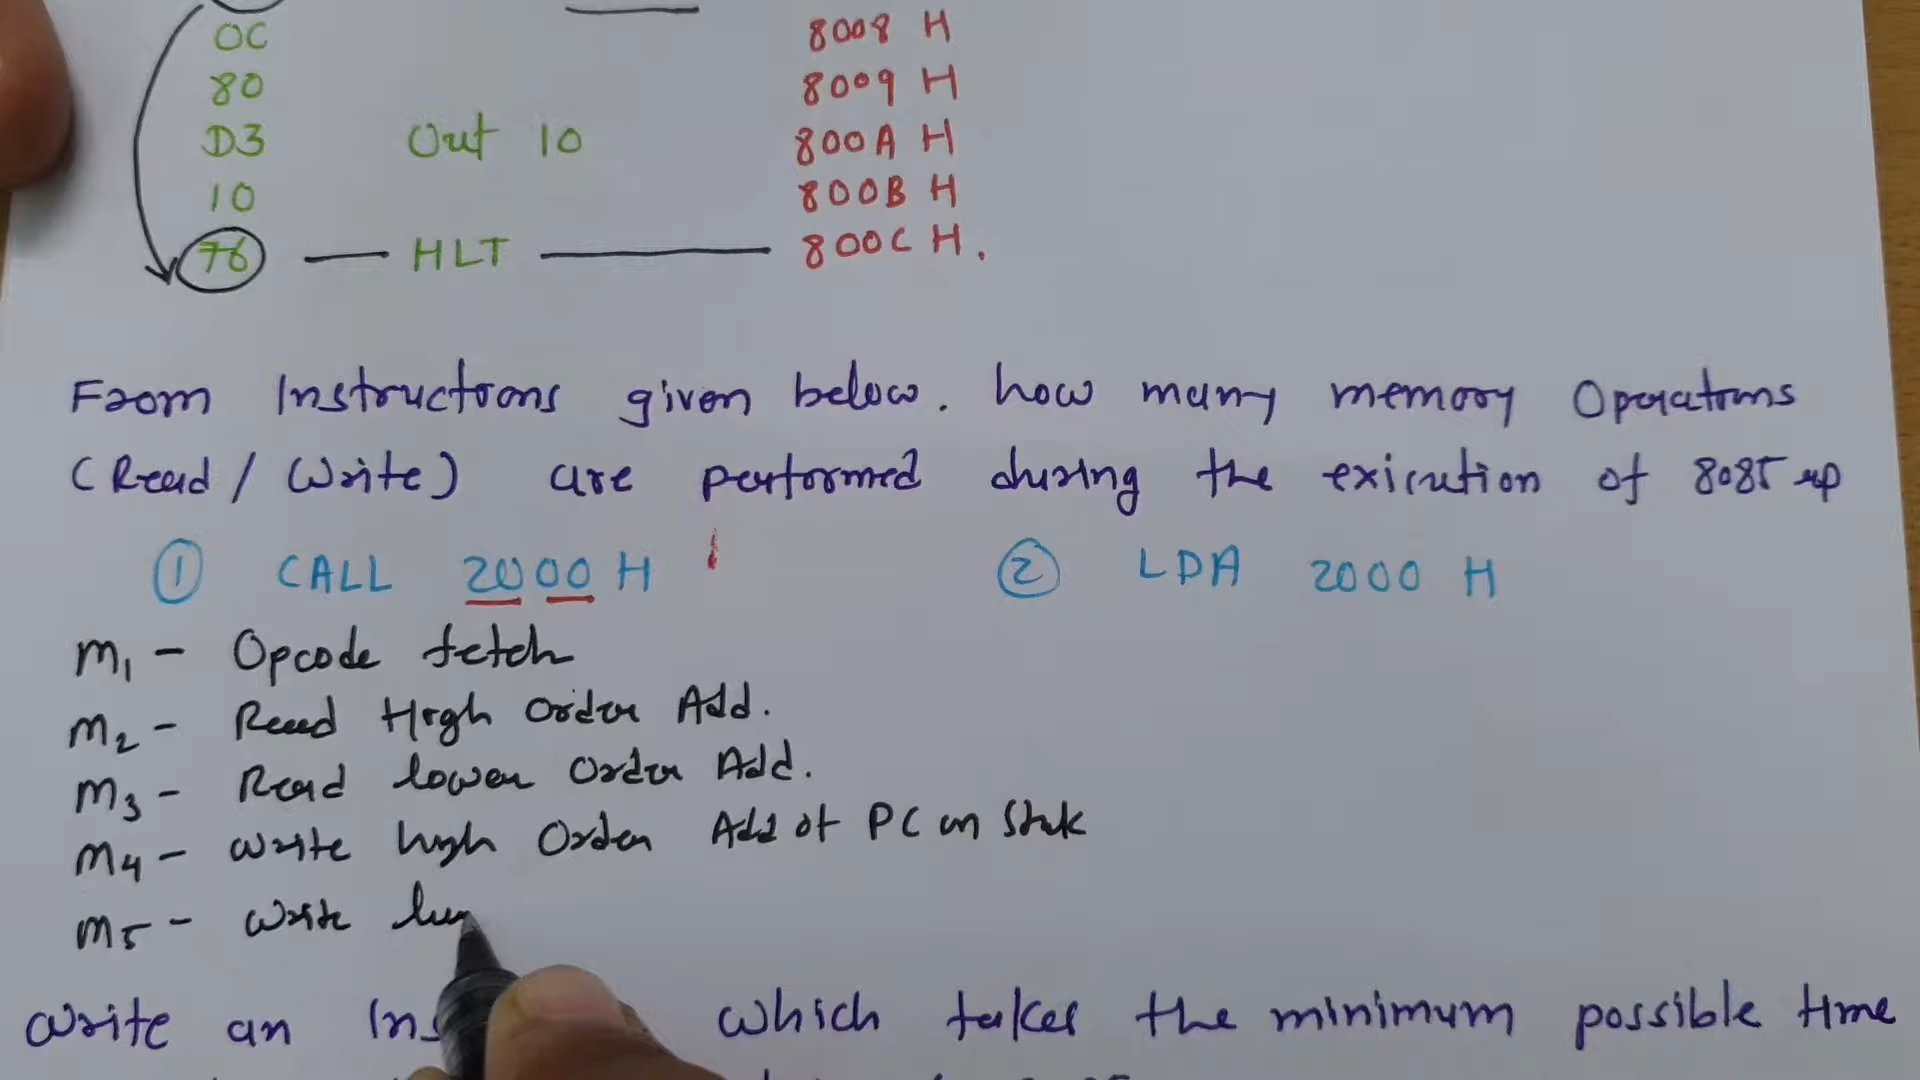 OC 8008 H
80 8009 H
D3 Out 10 800A H
10 800B H
76 — HLT — 800C H.
From Instructions given below. how many memory Operations
(Read / Write) are performed during the exicution of 8085 μp
① CALL 2000 H ② LDA 2000 H
M1 - Opcode fetch
M2 - Read High Order Add.
M3 - Read lower Order Add.
M4 - Write high Order Add of PC on Stak
M5 - Write
Write an which takes the minimum possible time